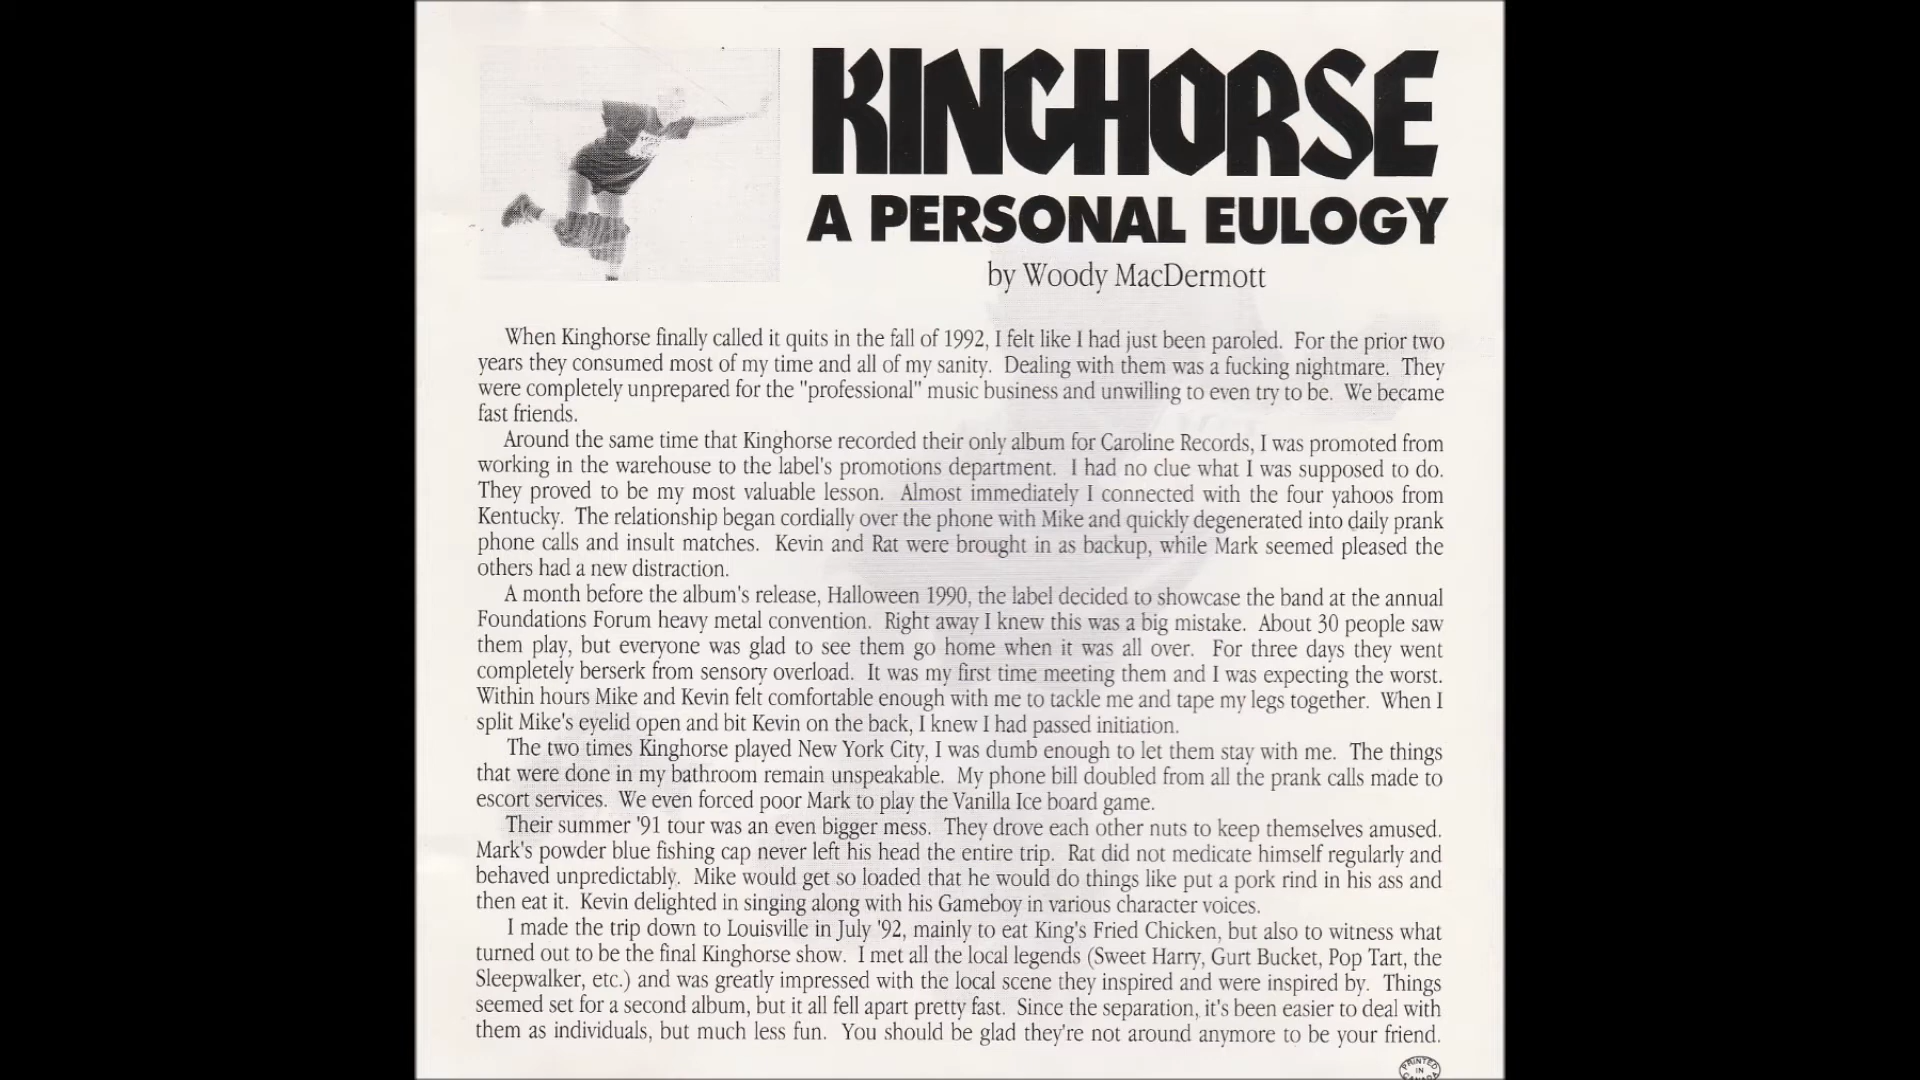 KINGHORSE
A PERSONAL EULOGY
by Woody MacDermott
When Kinghorse finally called it quits in the fall of 1992, I felt like I had just been paroled. For the prior two
years they consumed most of my time and all of my sanity. Dealing with them was a fucking nightmare. They
were completely unprepared for the "professional" music business and unwilling to even try to be. We became
fast friends.
Around the same time that Kinghorse recorded their only album for Caroline Records, I was promoted from
working in the warehouse to the label's promotions department. I had no clue what I was supposed to do.
They proved to be my most valuable lesson. Almost immediately I connected with the four yahoos from
Kentucky. The relationship began cordially over the phone with Mike and quickly degenerated into daily prank
phone calls and insult matches. Kevin and Rat were brought in as backup, while Mark seemed pleased the
others had a new distraction.
A month before the album's release, Halloween 1990, the label decided to showcase the band at the annual
Foundations Forum heavy metal convention. Right away I knew this was a big mistake. About 30 people saw
them play, but everyone was glad to see them go home when it was all over. For three days they went
completely berserk from sensory overload. It was my first time meeting them and I was expecting the worst.
Within hours Mike and Kevin felt comfortable enough with me to tackle me and tape my legs together. When I
split Mike's eyelid open and bit Kevin on the back, I knew I had passed initiation.
The two times Kinghorse played New York City, I was dumb enough to let them stay with me. The things
that were done in my bathroom remain unspeakable. My phone bill doubled from all the prank calls made to
escort services. We even forced poor Mark to play the Vanilla Ice board game.
Their summer '91 tour was an even bigger mess. They drove each other nuts to keep themselves amused.
Mark's powder blue fishing cap never left his head the entire trip. Rat did not medicate himself regularly and
behaved unpredictably. Mike would get so loaded that he would do things like put a pork rind in his ass and
then eat it. Kevin delighted in singing along with his Gameboy in various character voices.
I made the trip down to Louisville in July '92, mainly to eat King's Fried Chicken, but also to witness what
turned out to be the final Kinghorse show. I met all the local legends (Sweet Harry, Gurt Bucket, Pop Tart, the
Sleepwalker, etc.) and was greatly impressed with the local scene they inspired and were inspired by. Things
seemed set for a second album, but it all fell apart pretty fast. Since the separation, it's been easier to deal with
them as individuals, but much less fun. You should be glad they're not around anymore to be your friend.
PRINTED
IN
CANADA